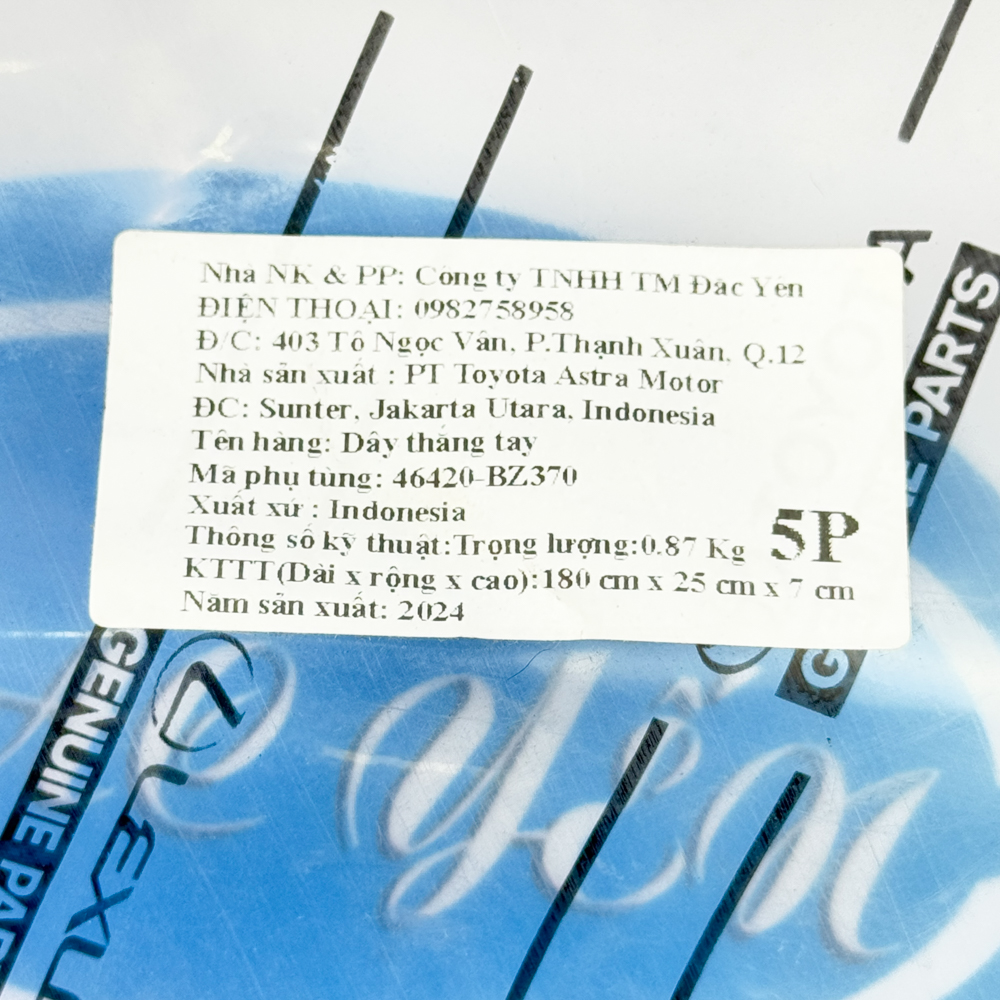 Nhà NK & PP: Công ty TNHH TM Đắc Yên
ĐIỆN THOẠI: 0982758958
Đ/C: 403 Tô Ngọc Vân, P.Thạnh Xuân, Q.12
Nhà sản xuất : PT Toyota Astra Motor
ĐC: Sunter, Jakarta Utara, Indonesia
Tên hàng: Dây thắng tay
Mã phụ tùng: 46420-BZ370
Xuất xứ : Indonesia
Thông số kỹ thuật:Trọng lượng:0.87 Kg
5P
KTTT(Dài x rộng x cao):180 cm x 25 cm x 7 cm
Năm sản xuất: 2024
PARTS
GENUINE
Yến